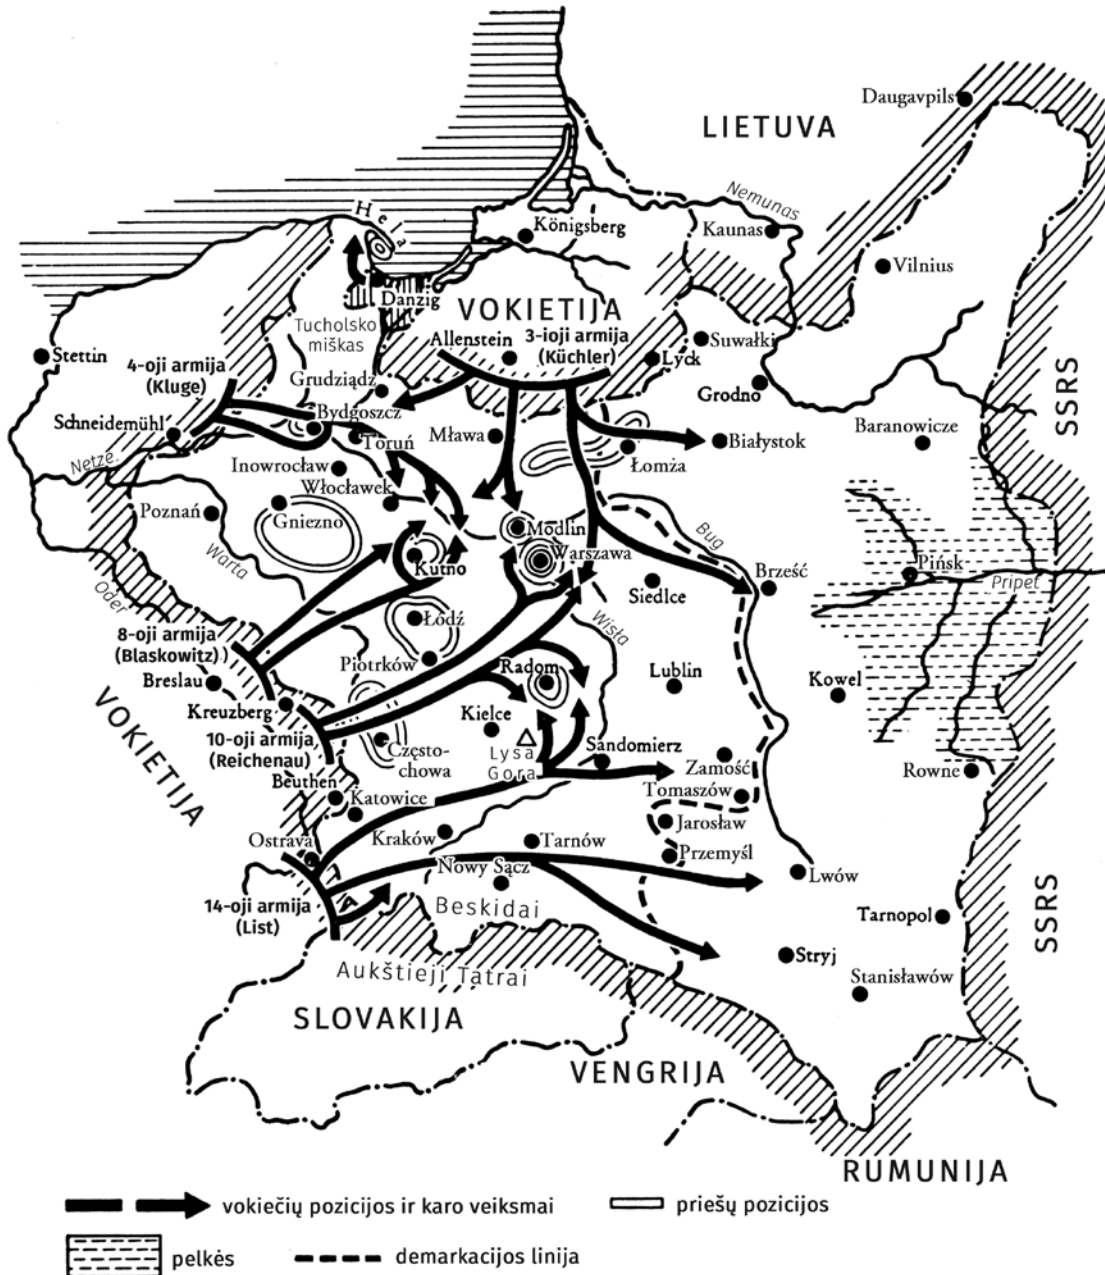 Daugavpils
LIETUVA
Nemunas
Hela
Königsberg
Kaunas
Vilnius
Danzig
VOKIETIJA
Tucholsko
miškas
Allenstein
3-ioji armija
(Küchler)
Suwałki
Stettin
4-oji armija
(Kluge)
Lyck
Grudziądz
Grodno
SSRS
Schneidemühl
Bydgoszcz
Toruń
Mława
Białystok
Baranowicze
Netze
Inowrocław
Łomża
Włocławek
Poznań
Gniezno
Modlin
Bug
Warszawa
Warta
Kutno
Siedlce
Brześć
Pińsk
Pripet
Oder
Łódź
Wisła
8-oji armija
(Blaskowitz)
Piotrków
Radom
Lublin
Kowel
Breslau
Kreuzberg
VOKIETIJA
10-oji armija
(Reichenau)
Kielce
Często-
chowa
Lysa
Gora
Sandomierz
Zamość
Rowne
Beuthen
Katowice
Tomaszów
Jarosław
Ostrava
Kraków
Tarnów
Przemyśl
Nowy Sącz
Lwów
14-oji armija
(List)
Beskidai
Tarnopol
SSRS
Stryj
Aukštieji Tatrai
Stanisławów
SLOVAKIJA
VENGRIJA
RUMUNIJA
vokiečių pozicijos ir karo veiksmai
priešų pozicijos
pelkės
demarkacijos linija